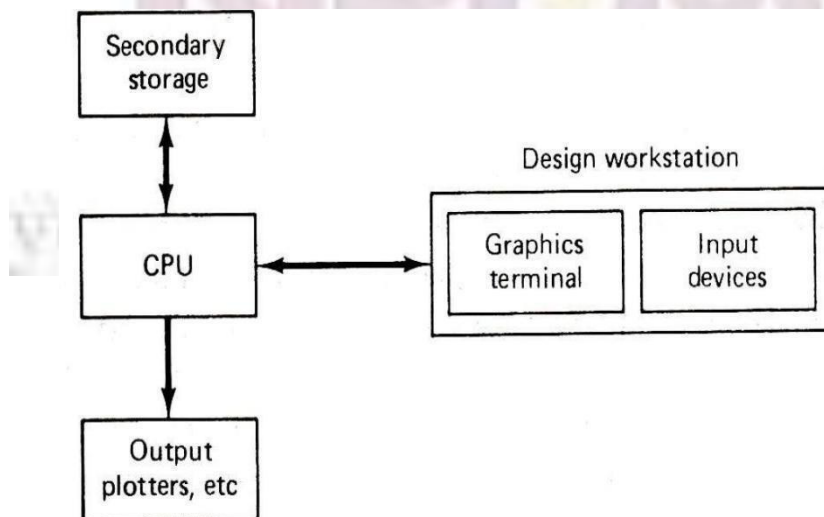 Secondary
storage
Design workstation
CPU
Graphics
terminal
Input
devices
Output
plotters, etc